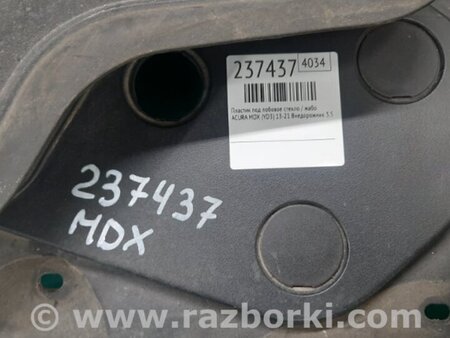 237437 4034
Пластик под лобовое стекло / жабо
ACURA MDX (YD3) 13-21 Внедорожник 3.5
237437
MDX
www.razborki.com